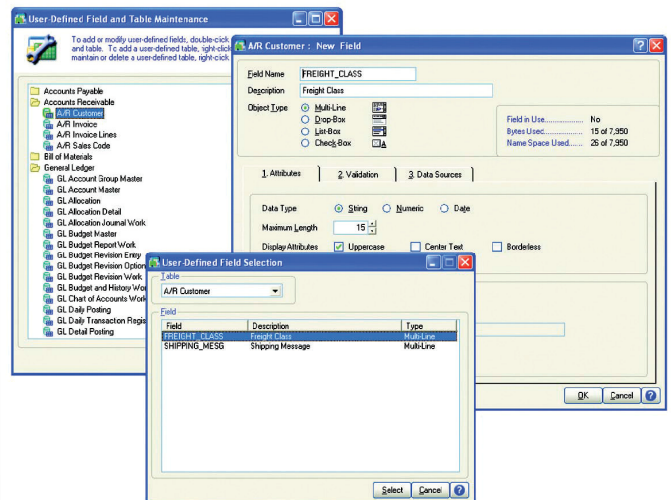 User-Defined Field and Table Maintenance
To add or modify user-defined fields, double-click
and table. To add a user-defined table, right-click
maintain or delete a user-defined table, right-click
Accounts Payable
Accounts Receivable
A/R Customer
A/R Invoice
A/R Invoice Lines
A/R Sales Code
Bill of Materials
General Ledger
GL Account Group Master
GL Account Master
GL Allocation
GL Allocation Detail
GL Allocation Journal Work
GL Budget Master
GL Budget Report Work
GL Budget Revision Entry
GL Budget Revision Option
GL Budget Revision Work
GL Budget and History Wor
GL Chart of Accounts Work
GL Daily Posting
GL Daily Transaction Regis
GL Detail Posting
A/R Customer : New Field
Field Name FREIGHT_CLASS
Description Freight Class
Object Type Multi-Line
Drop-Box
List-Box
Check-Box
Field in Use................ No
Bytes Used................ 15 of 7,950
Name Space Used...... 26 of 7,950
1. Attributes 2. Validation 3. Data Sources
Data Type String Numeric Date
Maximum Length 15
Display Attributes Uppercase Center Text Borderless
OK Cancel
User-Defined Field Selection
Table
A/R Customer
Field
Field Description Type
FREIGHT_CLASS Freight Class Multi-Line
SHIPPING_MESG Shipping Message Multi-Line
Select Cancel